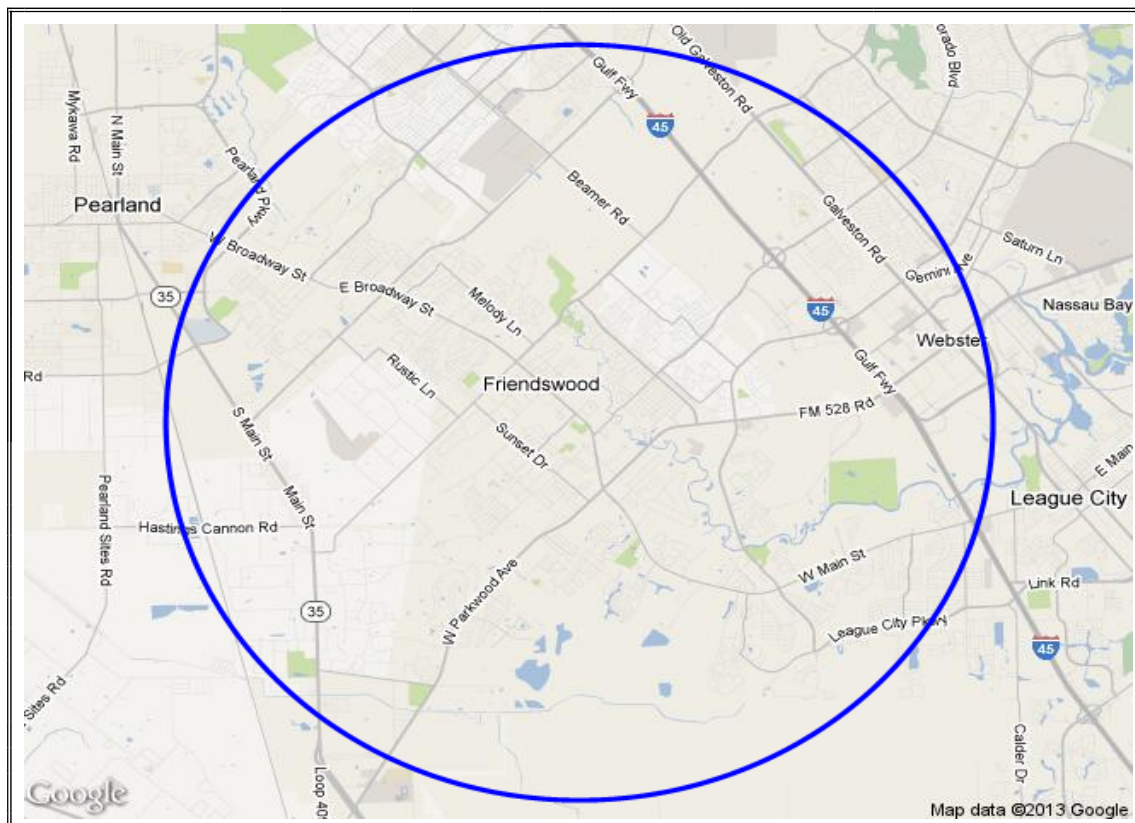 Old Galveston Rd
orado Blvd
Gulf Fwy
Mykawa Rd
N Main St
45
Pearland Pkwy
Beamer Rd
Pearland
Galveston Rd
Saturn Ln
W Broadway St
Gemini Ave
35
E Broadway St
Melody Ln
45
Nassau Bay
Webster
Rd
Rustic Ln
Friendswood
Gulf Fwy
FM 528 Rd
S Main St
Sunset Dr
E Main
League City
Pearland Sites Rd
Main St
Hastings Cannon Rd
W Main St
W Parkwood Ave
Link Rd
35
League City Pkwy
45
Sites Rd
Calder Dr
Loop 409
Google
Map data ©2013 Google